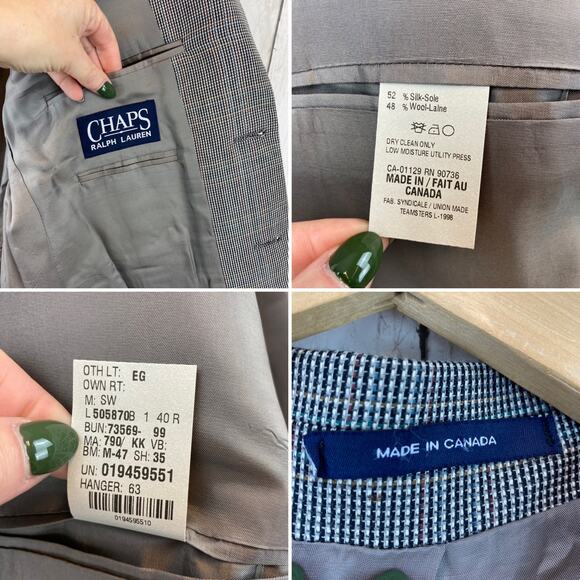 CHAPS
RALPH LAUREN
52 % Silk-Soie
48 % Wool-Laine
DRY CLEAN ONLY
LOW MOISTURE UTILITY PRESS
CA-01129 RN 90736
MADE IN / FAIT AU
CANADA
FAB. SYNDICALE / UNION MADE
TEAMSTERS L-1998
OTH LT: EG
OWN RT:
M: SW
L 505870B 1 40 R
BUN: 73569- 99
MA: 790/ KK VB:
BM: M-47 SH: 35
UN: 019459551
HANGER: 63
0194595510
MADE IN CANADA